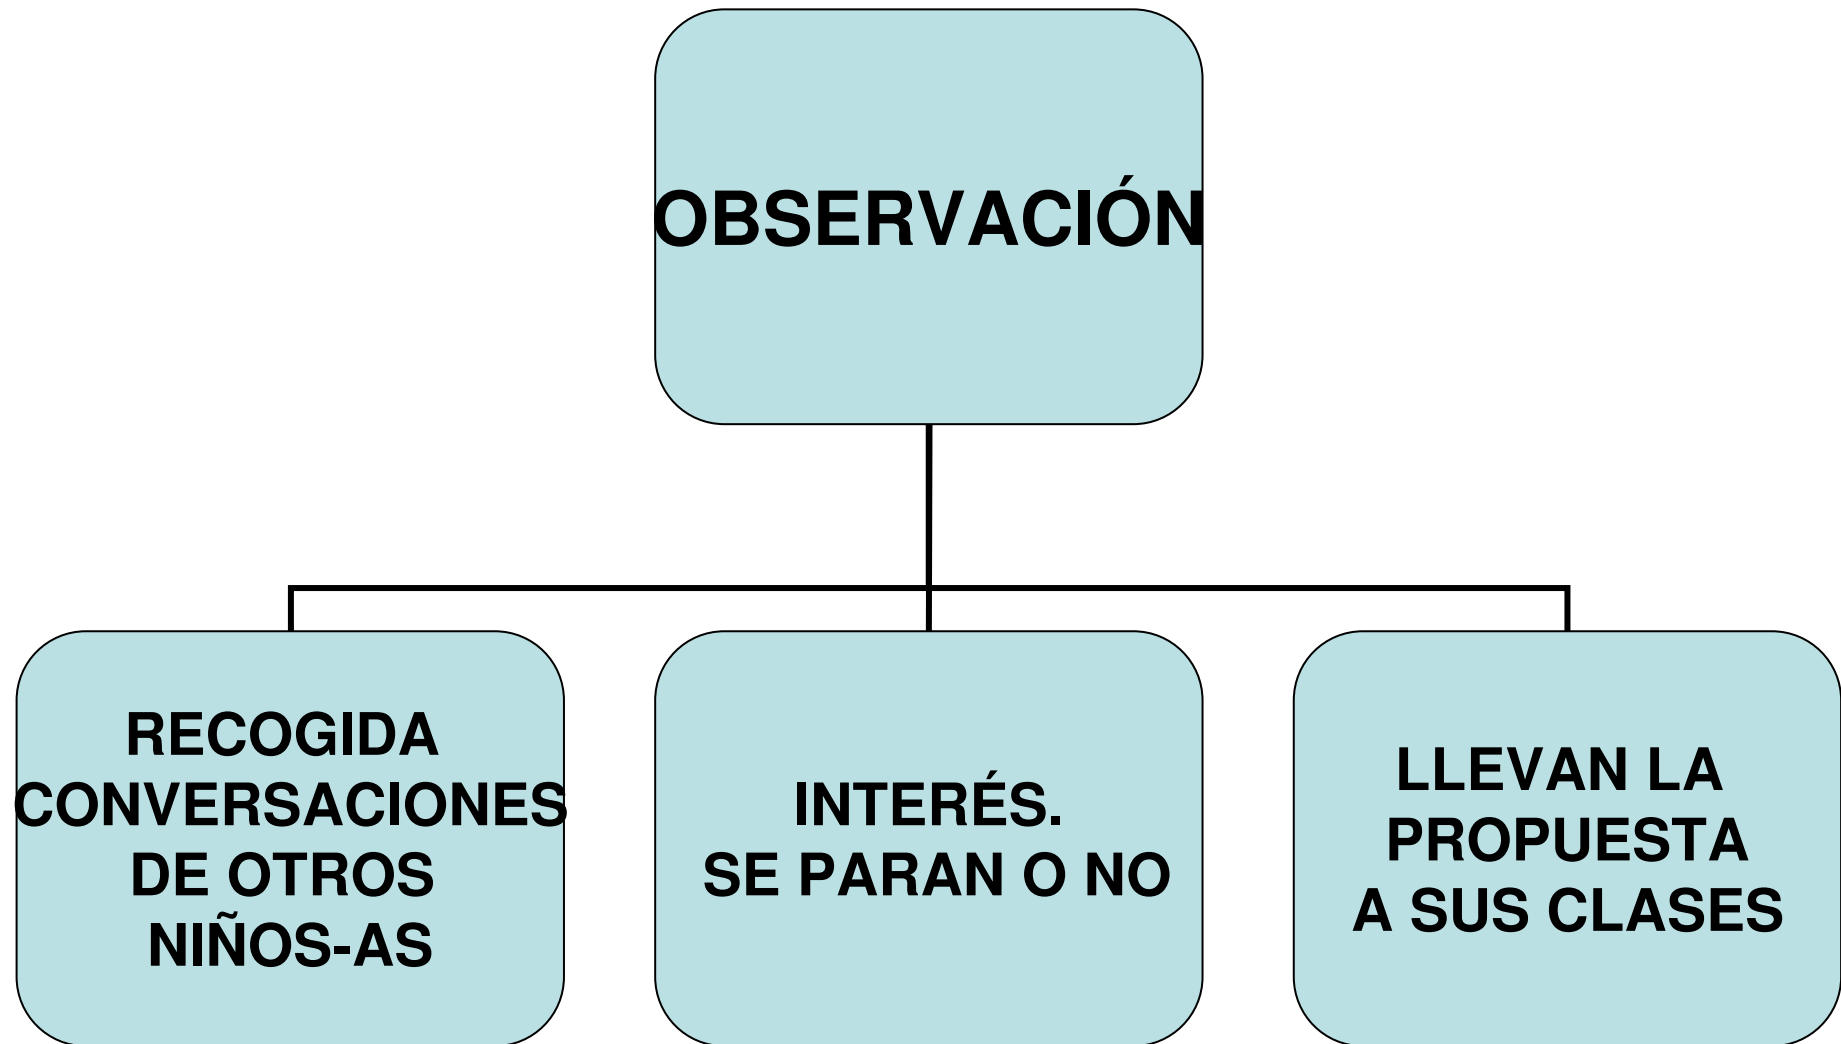 OBSERVACIÓN
RECOGIDA
CONVERSACIONES
DE OTROS
NIÑOS-AS
INTERÉS.
SE PARAN O NO
LLEVAN LA
PROPUESTA
A SUS CLASES